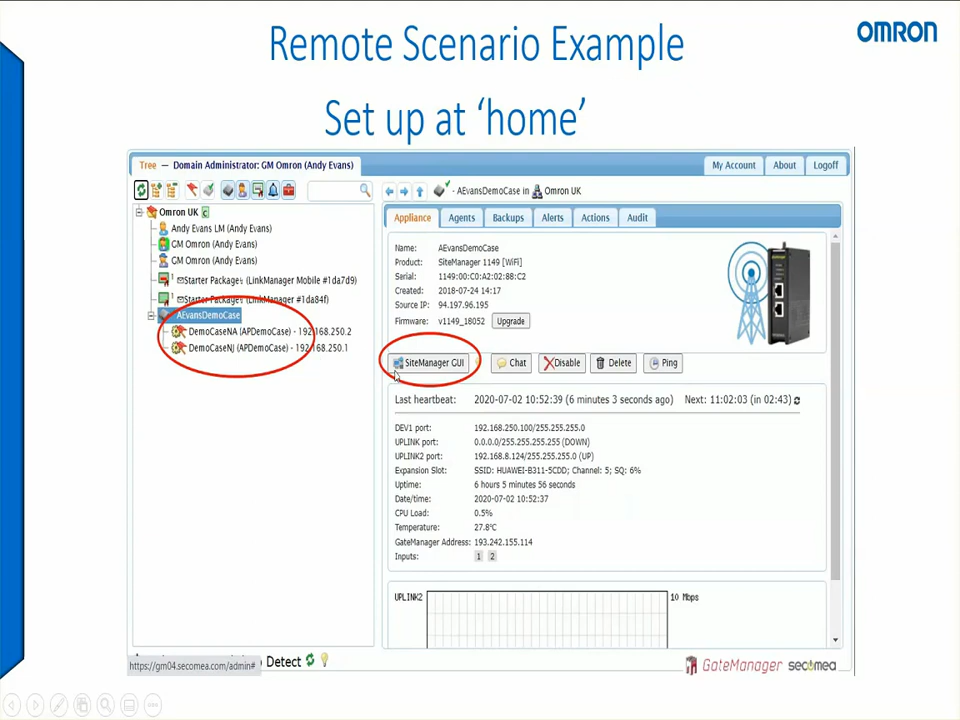 Remote Scenario Example
OMRON
Set up at ‘home’
Tree — Domain Administrator: GM Omron (Andy Evans)
My Account About Logoff
- AEvansDemoCase in Omron UK
Omron UK c
Andy Evans LM (Andy Evans)
GM Omron (Andy Evans)
GM Omron (Andy Evans)
Starter Package (LinkManager Mobile #1da7d9)
Starter Package (LinkManager #1da84f)
AEvansDemoCase
DemoCaseNA (APDemoCase) - 192.168.250.2
DemoCaseNJ (APDemoCase) - 192.168.250.1
Appliance Agents Backups Alerts Actions Audit
Name: AEvansDemoCase
Product: SiteManager 1149 [WiFi]
Serial: 1149:00:C0:A2:02:88:C2
Created: 2018-07-24 14:17
Source IP: 94.197.96.195
Firmware: v1149_18052 Upgrade
SiteManager GUI Chat Disable Delete Ping
Last heartbeat: 2020-07-02 10:52:39 (6 minutes 3 seconds ago) Next: 11:02:03 (in 02:43)
DEV1 port: 192.168.250.100/255.255.255.0
UPLINK port: 0.0.0.0/255.255.255.255 (DOWN)
UPLINK2 port: 192.168.8.124/255.255.255.0 (UP)
Expansion Slot: SSID: HUAWEI-B311-5CDD; Channel: 5; SQ: 6%
Uptime: 6 hours 5 minutes 56 seconds
Date/time: 2020-07-02 10:52:37
CPU Load: 0.5%
Temperature: 27.8°C
GateManager Address: 193.242.155.114
Inputs: 1 2
UPLINK2 10 Mbps
https://gm04.secomea.com/admin#
Detect
GateManager secomea